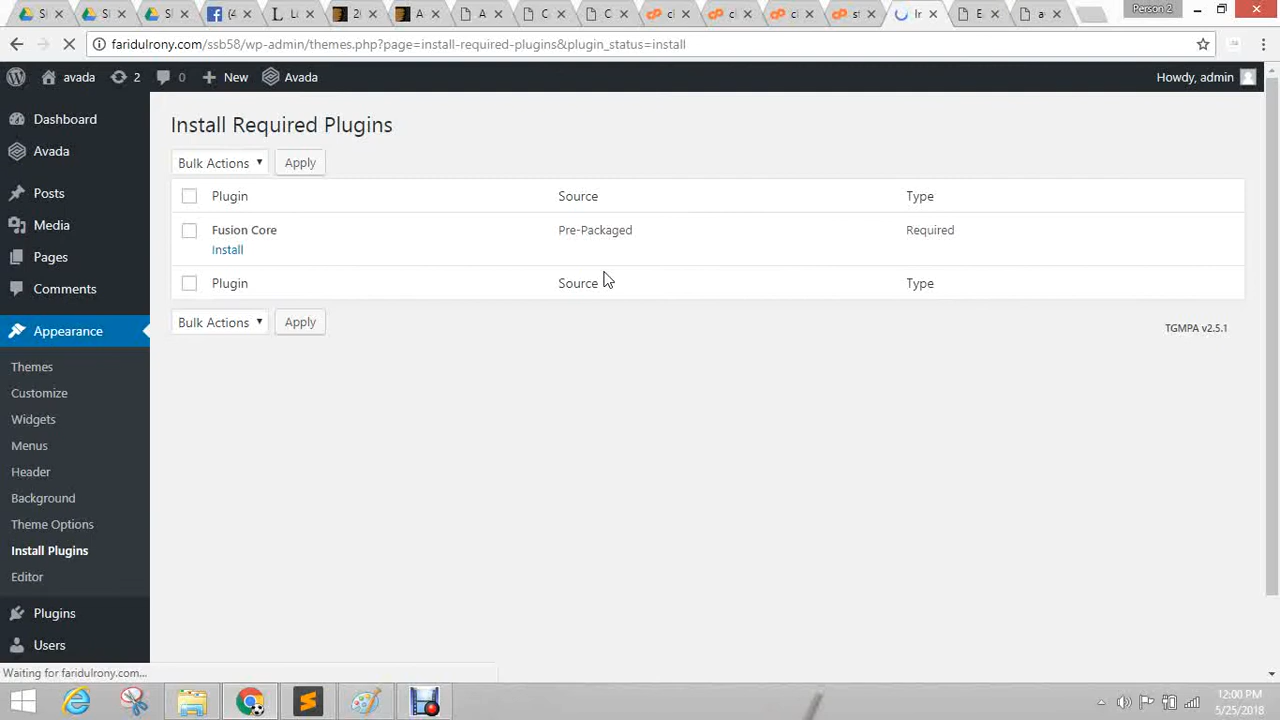 faridulrony.com/ssb58/wp-admin/themes.php?page=install-required-plugins&plugin_status=install
Person 2
avada
2
0
New
Avada
Howdy, admin
Dashboard
Avada
Posts
Media
Pages
Comments
Appearance
Themes
Customize
Widgets
Menus
Header
Background
Theme Options
Install Plugins
Editor
Plugins
Users
Install Required Plugins
Bulk Actions
Apply
Plugin Source Type
Fusion Core Pre-Packaged Required
Install
Plugin Source Type
Bulk Actions
Apply
TGMPA v2.5.1
Waiting for faridulrony.com...
12:00 PM
5/25/2018